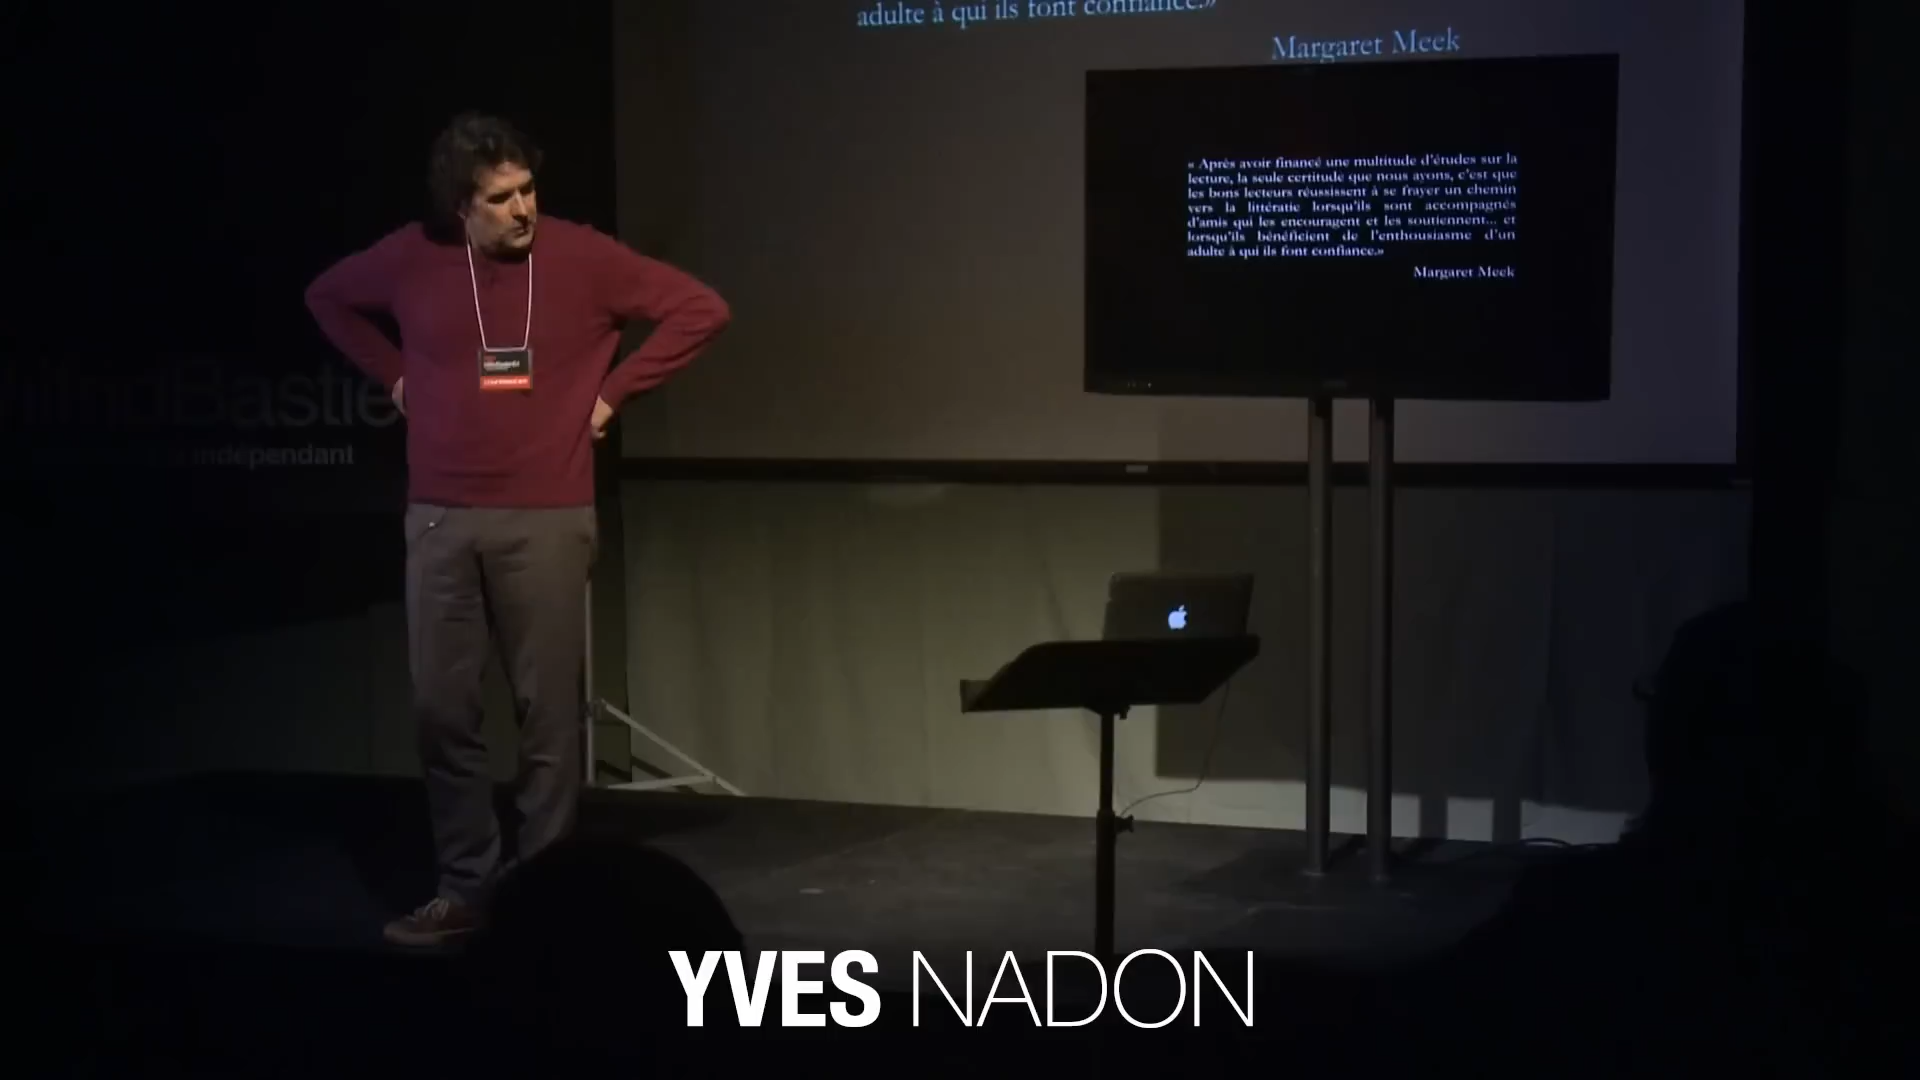 adulte à qui ils font confiance.»
Margaret Meek
« Après avoir financé une multitude d'études sur la
lecture, la seule certitude que nous ayons, c'est que
les bons lecteurs réussissent à se frayer un chemin
vers la littératie lorsqu'ils sont accompagnés
d'amis qui les encouragent et les soutiennent... et
lorsqu'ils bénéficient de l'enthousiasme d'un
adulte à qui ils font confiance.»
Margaret Meek
indépendant
YVES NADON